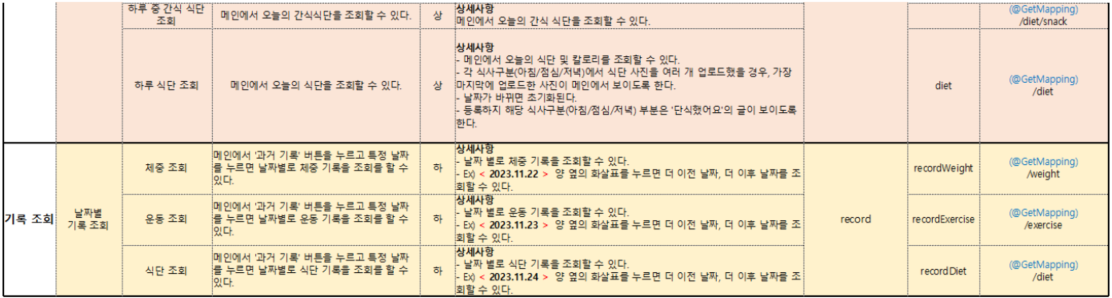 하루 중 간식 식단
조회
메인에서 오늘의 간식식단을 조회할 수 있다.
상
상세사항
메인에서 오늘의 간식 식단을 조회할 수 있다.
(@GetMapping)
/diet/snack
하루 식단 조회
메인에서 오늘의 식단을 조회할 수 있다.
상
상세사항
- 메인에서 오늘의 식단 및 칼로리를 조회할 수 있다.
- 각 식사구분(아침/점심/저녁)에서 식단 사진을 여러 개 업로드했을 경우, 가장
마지막에 업로드한 사진이 메인에서 보이도록 한다.
- 날짜가 바뀌면 초기화된다.
- 등록하지 해당 식사구분(아침/점심/저녁) 부분은 '단식했어요'의 글이 보이도록
한다.
diet
(@GetMapping)
/diet
기록 조회
날짜별
기록 조회
체중 조회
메인에서 '과거 기록' 버튼을 누르고 특정 날짜
를 누르면 날짜별로 체중 기록을 조회를 할 수
있다.
하
상세사항
- 날짜 별로 체중 기록을 조회할 수 있다.
- Ex) < 2023.11.22 > 양 옆의 화살표를 누르면 더 이전 날짜, 더 이후 날짜를 조
회할 수 있다.
record
recordWeight
(@GetMapping)
/weight
운동 조회
메인에서 '과거 기록' 버튼을 누르고 특정 날짜
를 누르면 날짜별로 운동 기록을 조회를 할 수
있다.
하
상세사항
- 날짜 별로 운동 기록을 조회할 수 있다.
- Ex) < 2023.11.23 > 양 옆의 화살표를 누르면 더 이전 날짜, 더 이후 날짜를 조
회할 수 있다.
recordExercise
(@GetMapping)
/exercise
식단 조회
메인에서 '과거 기록' 버튼을 누르고 특정 날짜
를 누르면 날짜별로 식단 기록을 조회를 할 수
있다.
하
상세사항
- 날짜 별로 식단 기록을 조회할 수 있다.
- Ex) < 2023.11.24 > 양 옆의 화살표를 누르면 더 이전 날짜, 더 이후 날짜를 조
회할 수 있다.
recordDiet
(@GetMapping)
/diet